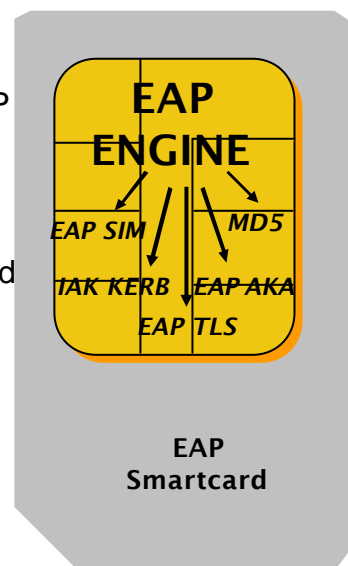 P
EAP
ENGINE
EAP SIM
MD5
d
IAK KERB
EAP AKA
EAP TLS
EAP
Smartcard